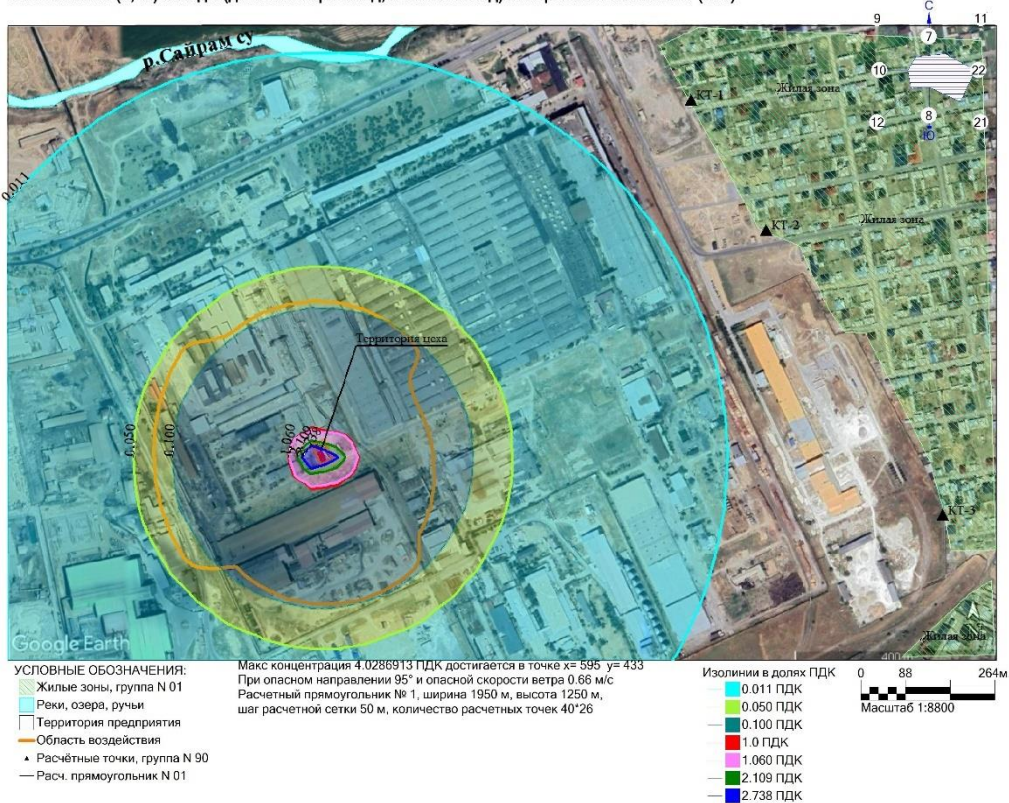 9
С
11
7
р.Сайрам су
10
22
Жилая зона
КТ-1
12
8
21
Ю
0.011
КТ-2
Жилая зона
Территория цеха
0.050
0.100
1.060
КТ-3
Жилая зона
Google Earth
400 m
УСЛОВНЫЕ ОБОЗНАЧЕНИЯ:
Жилые зоны, группа N 01
Реки, озера, ручьи
Территория предприятия
Область воздействия
Расчётные точки, группа N 90
Расч. прямоугольник N 01
Макс концентрация 4.0286913 ПДК достигается в точке x= 595 y= 433
При опасном направлении 95° и опасной скорости ветра 0.66 м/с
Расчетный прямоугольник № 1, ширина 1950 м, высота 1250 м,
шаг расчетной сетки 50 м, количество расчетных точек 40*26
Изолинии в долях ПДК
0.011 ПДК
0.050 ПДК
0.100 ПДК
1.0 ПДК
1.060 ПДК
2.109 ПДК
2.738 ПДК
0 88 264м
Масштаб 1:8800